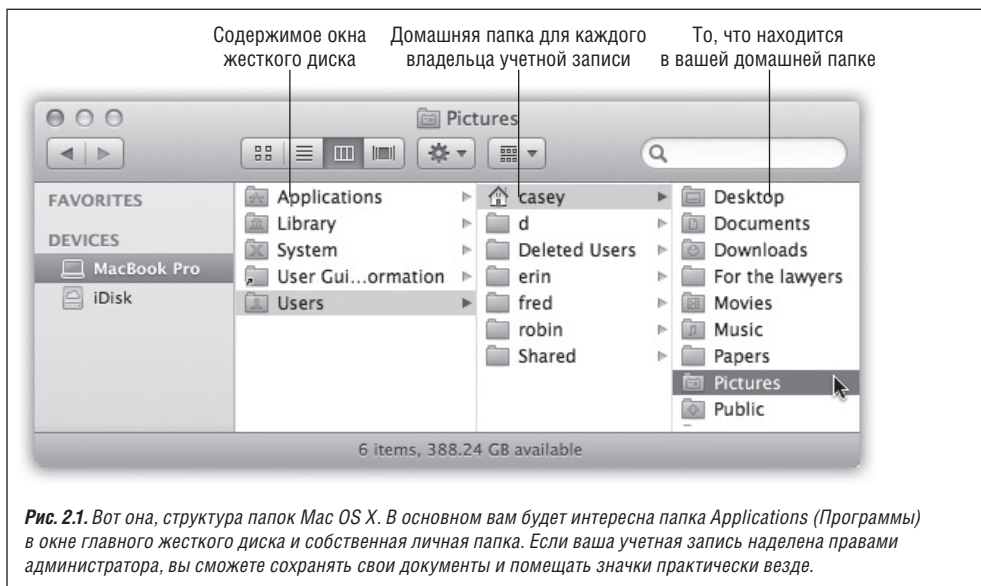 Содержимое окна
жесткого диска
Домашняя папка для каждого
владельца учетной записи
То, что находится
в вашей домашней папке
Pictures
FAVORITES
DEVICES
MacBook Pro
iDisk
Applications
Library
System
User Gui...ormation
Users
casey
d
Deleted Users
erin
fred
robin
Shared
Desktop
Documents
Downloads
For the lawyers
Movies
Music
Papers
Pictures
Public
6 items, 388.24 GB available
Рис. 2.1. Вот она, структура папок Mac OS X. В основном вам будет интересна папка Applications (Программы)
в окне главного жесткого диска и собственная личная папка. Если ваша учетная запись наделена правами
администратора, вы сможете сохранять свои документы и помещать значки практически везде.